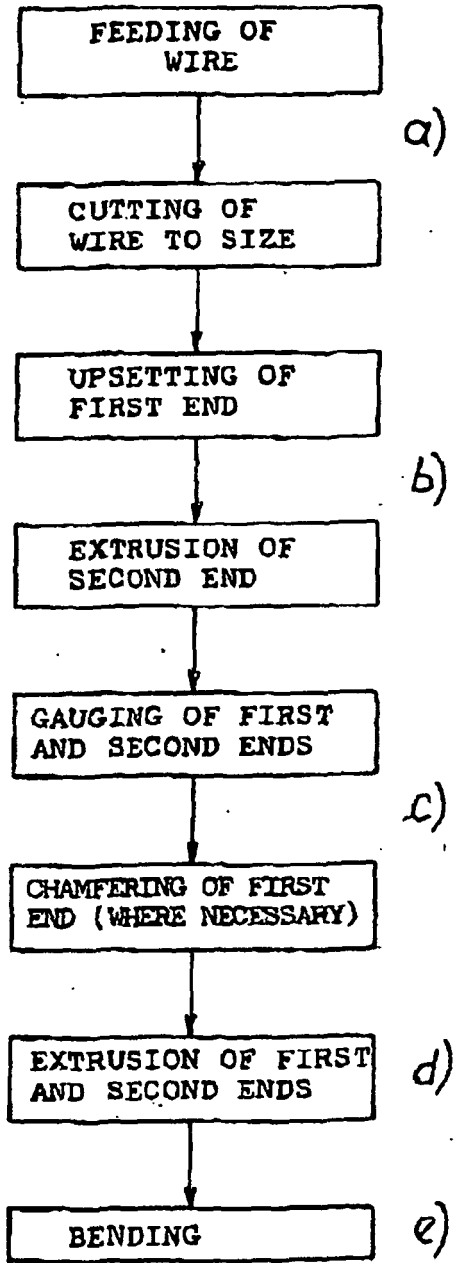 FEEDING OF
WIRE
a)
CUTTING OF
WIRE TO SIZE
UPSETTING OF
FIRST END
b)
EXTRUSION OF
SECOND END
GAUGING OF FIRST
AND SECOND ENDS
c)
CHAMFERING OF FIRST
END (WHERE NECESSARY)
EXTRUSION OF FIRST
AND SECOND ENDS
d)
BENDING
e)